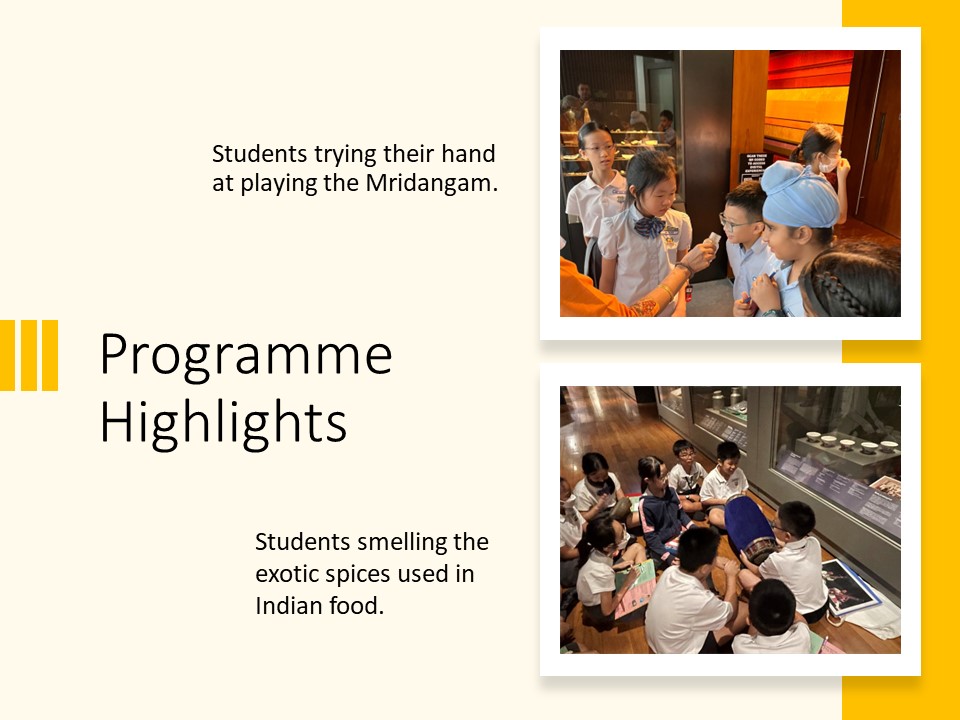 Students trying their hand
at playing the Mridangam.
Programme
Highlights
Students smelling the
exotic spices used in
Indian food.